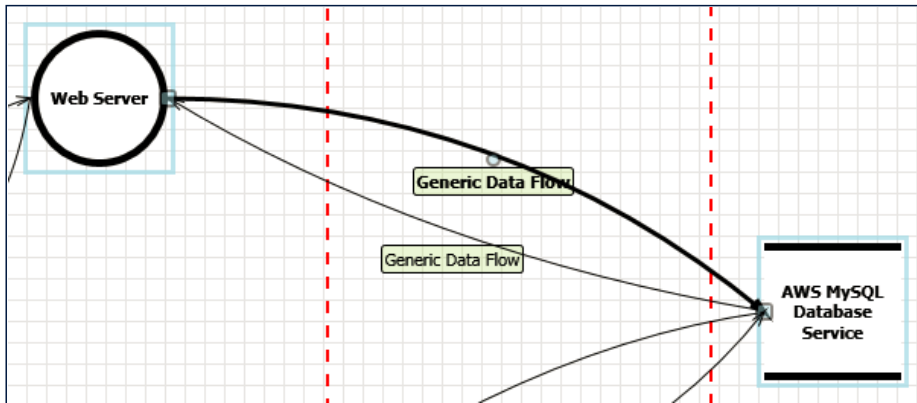 Web Server
Generic Data Flow
Generic Data Flow
AWS MySQL
Database
Service